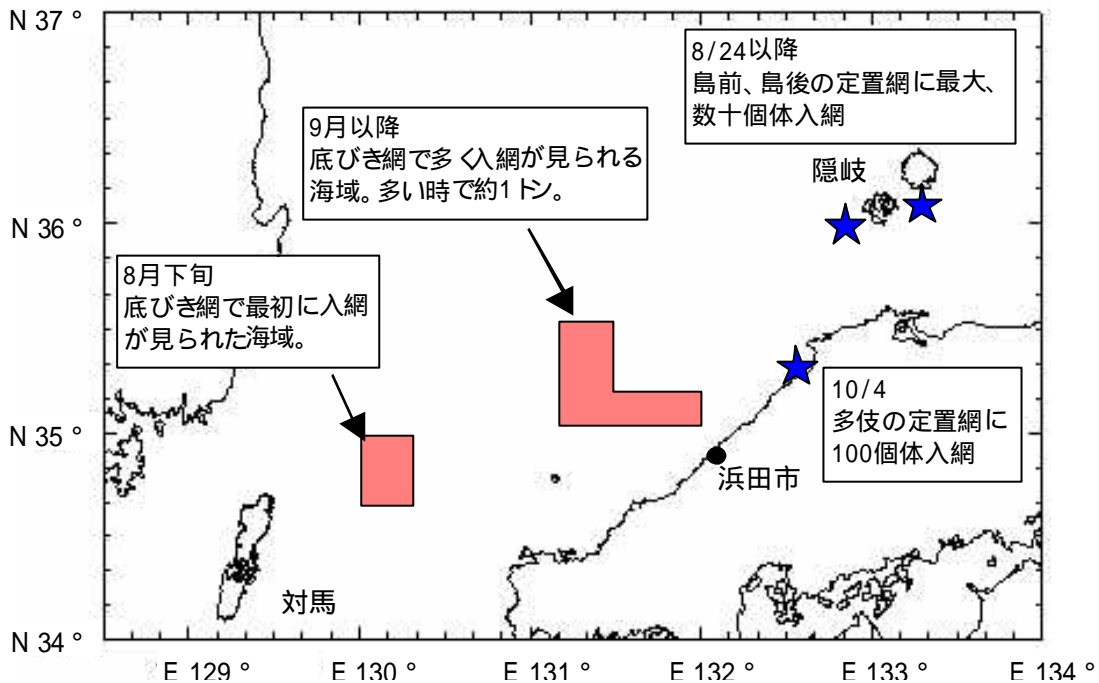 N 37°
8/24以降
島前、島後の定置網に最大、
数十個体入網
9月以降
底びき網で多く入網が見られる
海域。多い時で約1トン。
隠岐
N 36°
8月下旬
底びき網で最初に入網
が見られた海域。
10/4
多伎の定置網に
100個体入網
N 35°
浜田市
対馬
N 34°
E 129° E 130° E 131° E 132° E 133° E 134°